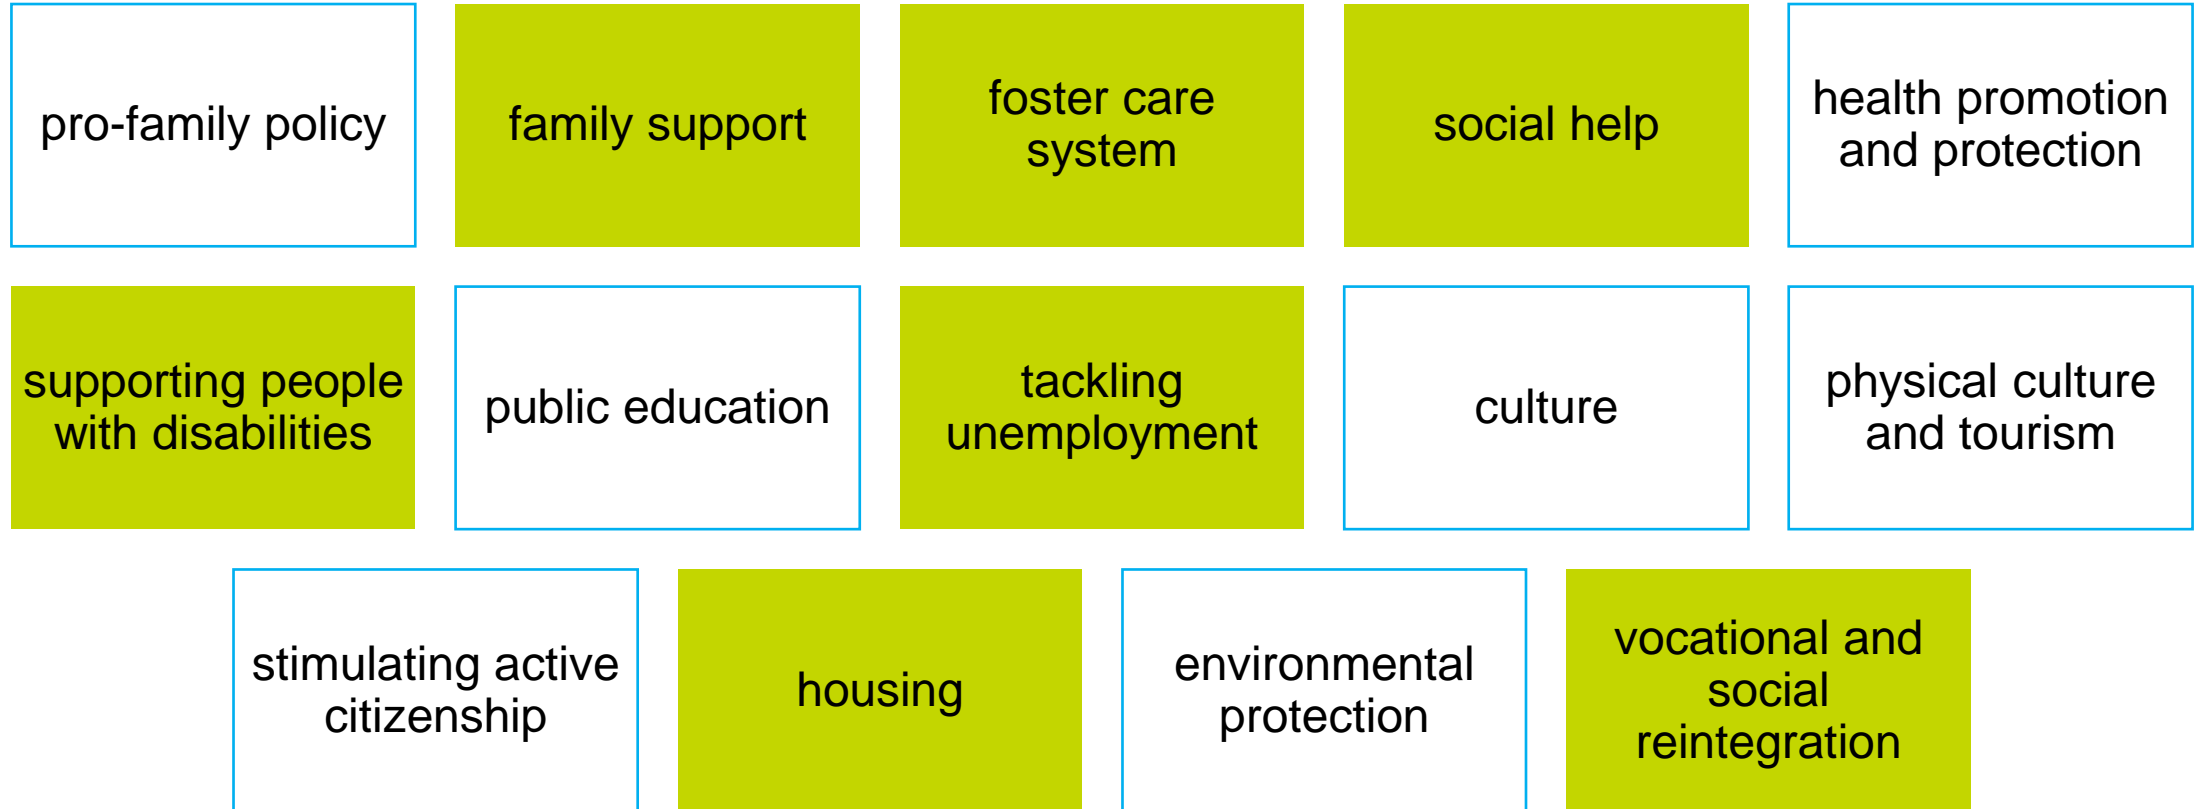 pro-family policy
family support
foster care
system
social help
health promotion
and protection
supporting people
with disabilities
public education
tackling
unemployment
culture
physical culture
and tourism
stimulating active
citizenship
housing
environmental
protection
vocational and
social
reintegration